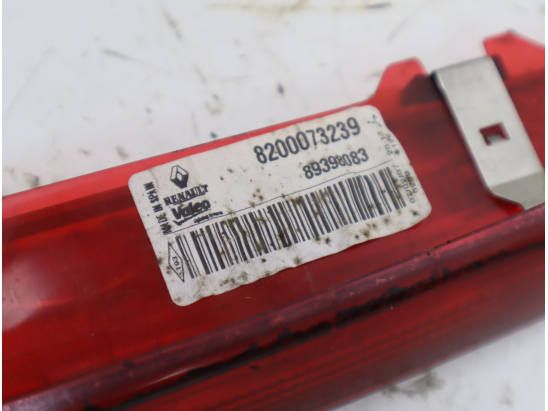 8200073239
89398083
MADE IN SPAIN
RENAULT
Valeo